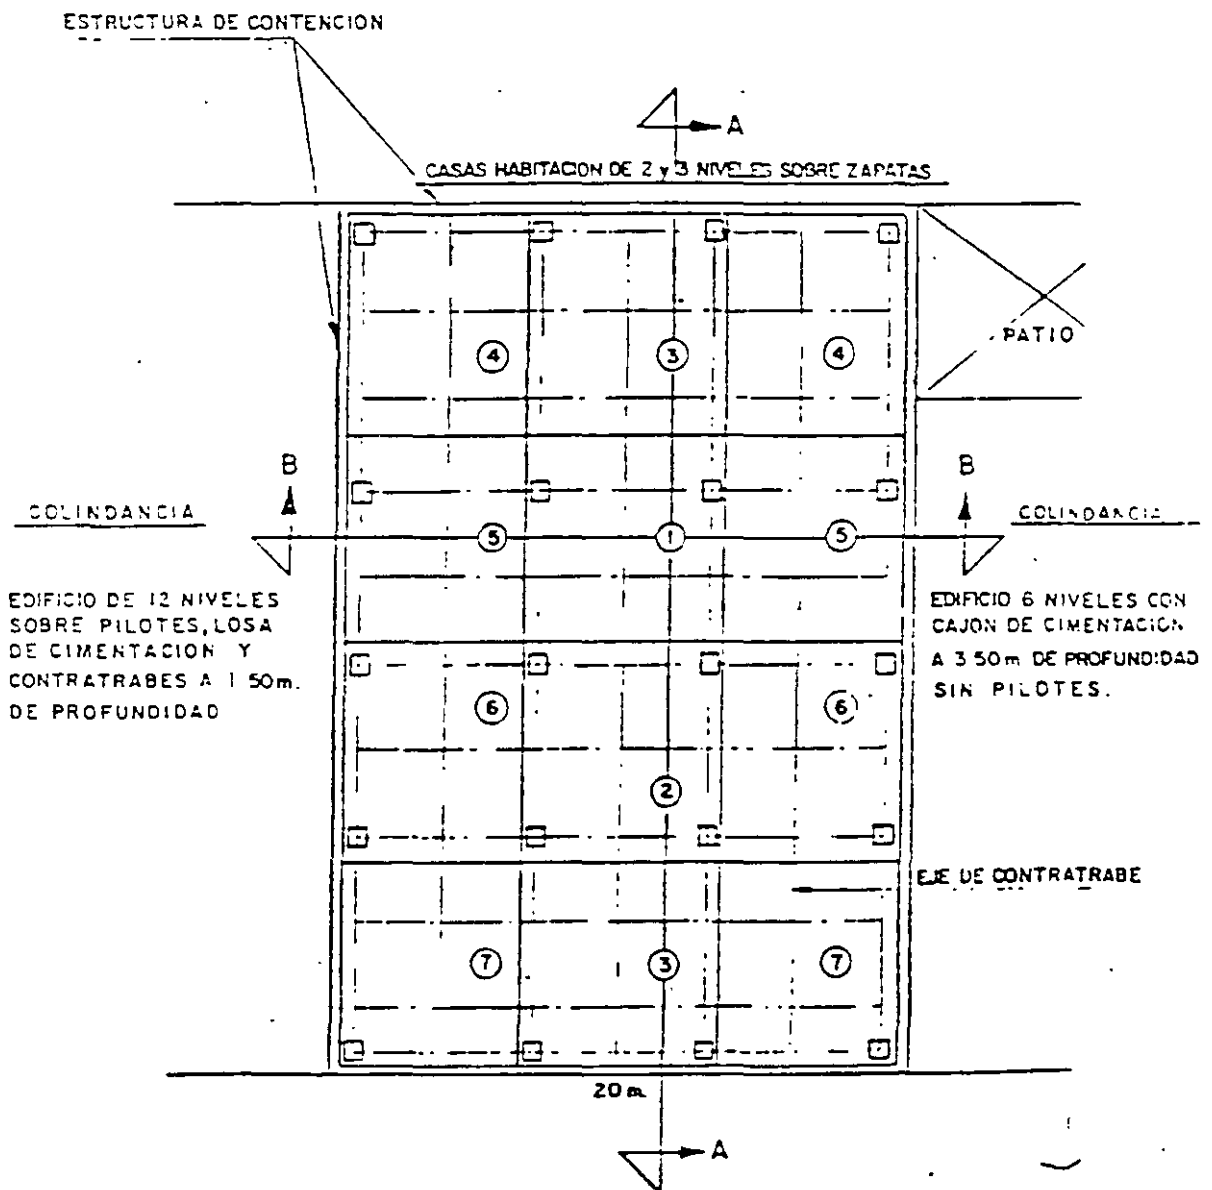 ESTRUCTURA DE CONTENCION
A
CASAS HABITACION DE 2 y 3 NIVELES SOBRE ZAPATAS
4
3
4
PATIO
B
B
COLINDANCIA
COLINDANCIA
5
1
5
EDIFICIO DE 12 NIVELES
SOBRE PILOTES, LOSA
DE CIMENTACION Y
CONTRATRABES A 1 50m.
DE PROFUNDIDAD
EDIFICIO 6 NIVELES CON
CAJON DE CIMENTACION
A 3 50m DE PROFUNDIDAD
SIN PILOTES.
6
6
2
EJE DE CONTRATRABE
7
3
7
20 m
A